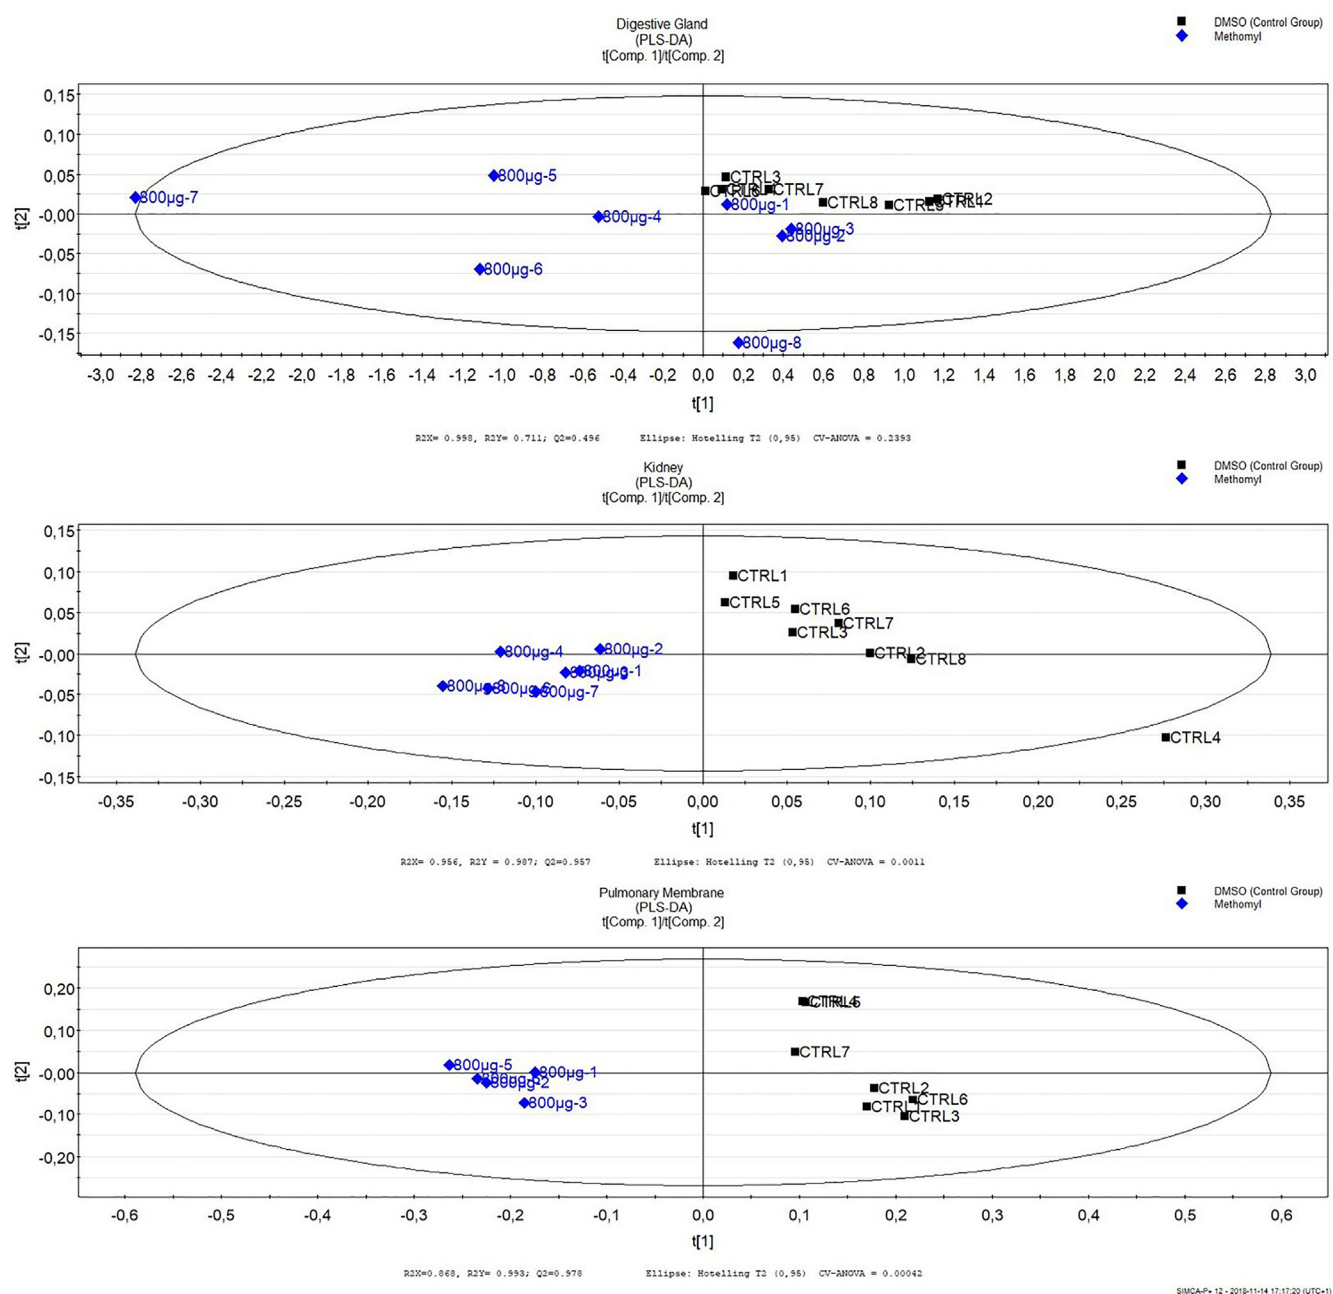 Digestive Gland
(PLS-DA)
t[Comp. 1]/t[Comp. 2]
DMSO (Control Group)
Methomyl
0,15
0,10
0,05
-0,00
-0,05
-0,10
-0,15
t[2]
800µg-7
800µg-5
800µg-4
800µg-6
CTRL3
CTRL7
800µg-1
CTRL8
CTRL2
800µg-3
800µg-2
800µg-8
-3,0 -2,8 -2,6 -2,4 -2,2 -2,0 -1,8 -1,6 -1,4 -1,2 -1,0 -0,8 -0,6 -0,4 -0,2 0,0 0,2 0,4 0,6 0,8 1,0 1,2 1,4 1,6 1,8 2,0 2,2 2,4 2,6 2,8 3,0
t[1]
R2X= 0.998, R2Y= 0.711; Q2=0.496 Ellipse: Hotelling T2 (0,95) CV-ANOVA = 0.2393
Kidney
(PLS-DA)
t[Comp. 1]/t[Comp. 2]
DMSO (Control Group)
Methomyl
0,15
0,10
0,05
-0,00
-0,05
-0,10
-0,15
t[2]
CTRL1
CTRL5
CTRL6
CTRL7
CTRL3
CTRL2
CTRL8
CTRL4
800µg-4
800µg-2
800µg-1
800µg-7
-0,35 -0,30 -0,25 -0,20 -0,15 -0,10 -0,05 0,00 0,05 0,10 0,15 0,20 0,25 0,30 0,35
t[1]
R2X= 0.956, R2Y = 0.987; Q2=0.957 Ellipse: Hotelling T2 (0,95) CV-ANOVA = 0.0011
Pulmonary Membrane
(PLS-DA)
t[Comp. 1]/t[Comp. 2]
DMSO (Control Group)
Methomyl
0,20
0,10
-0,00
-0,10
-0,20
t[2]
CTRL7
CTRL2
CTRL6
CTRL1
CTRL3
800µg-5
800µg-1
800µg-2
800µg-3
-0,6 -0,5 -0,4 -0,3 -0,2 -0,1 0,0 0,1 0,2 0,3 0,4 0,5 0,6
t[1]
R2X=0.868, R2Y= 0.993; Q2=0.978 Ellipse: Hotelling T2 (0,95) CV-ANOVA = 0.00042
SIMCA-P+ 12 - 2018-11-14 17:17:20 (UTC+1)